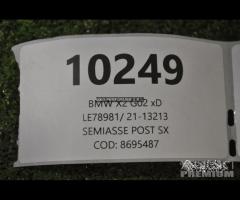 10249
BMW X2 G02 xD
LE78981/ 21-13213
SEMIASSE POST SX
COD: 8695487
PREMIUM